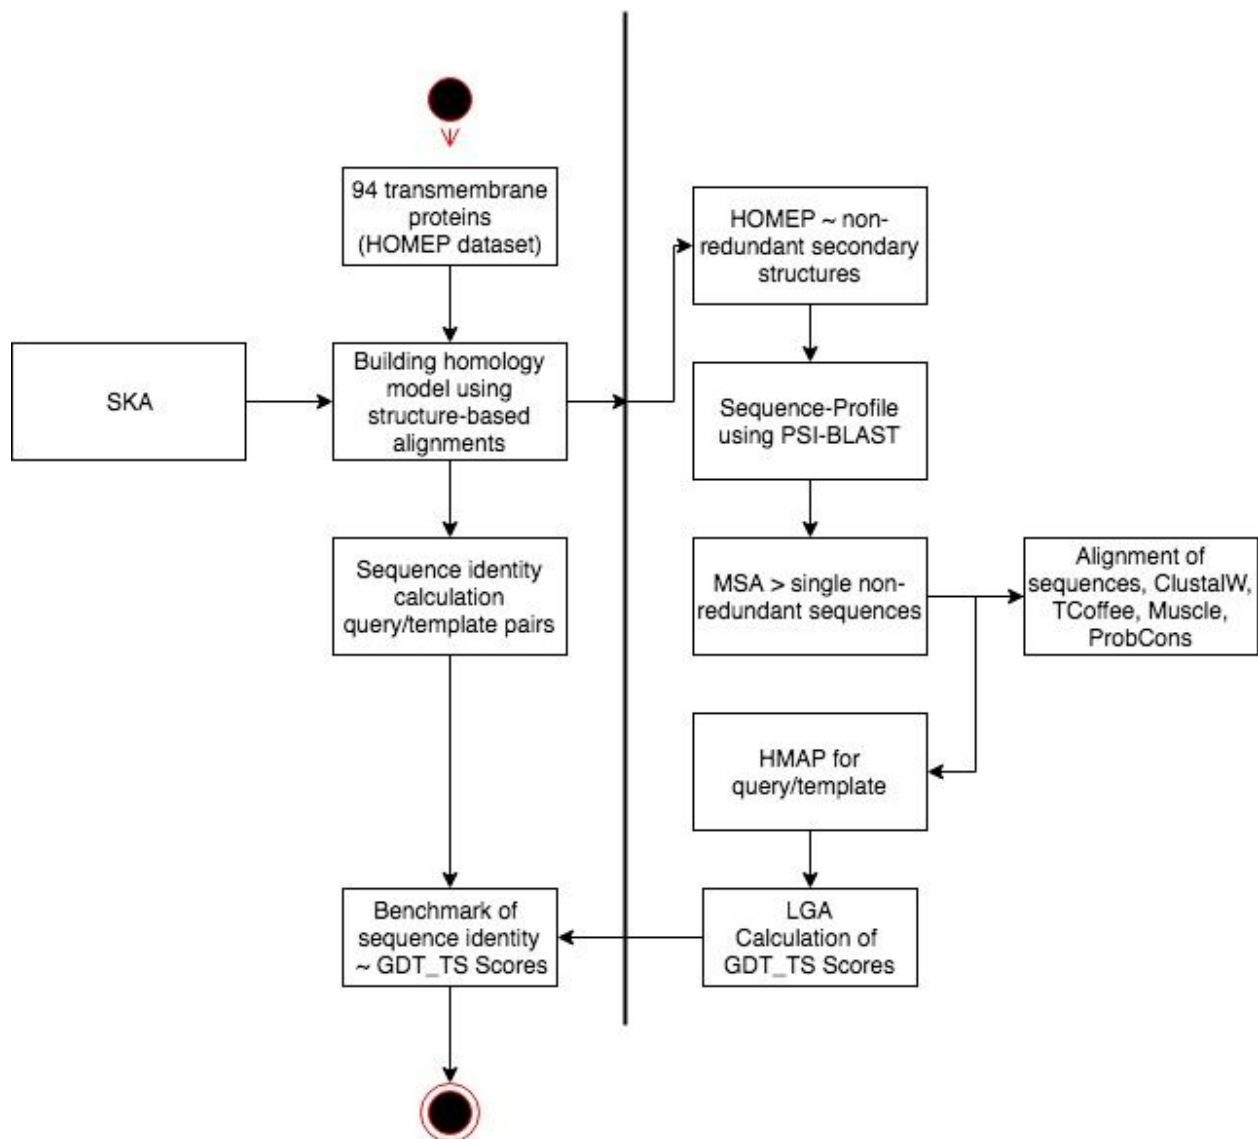 94 transmembrane
proteins
(HOMEP dataset)
SKA
Building homology
model using
structure-based
alignments
Sequence identity
calculation
query/template pairs
Benchmark of
sequence identity
~ GDT_TS Scores
HOMEP ~ non-
redundant secondary
structures
Sequence-Profile
using PSI-BLAST
MSA > single non-
redundant sequences
Alignment of
sequences, ClustalW,
TCoffee, Muscle,
ProbCons
HMAP for
query/template
LGA
Calculation of
GDT_TS Scores